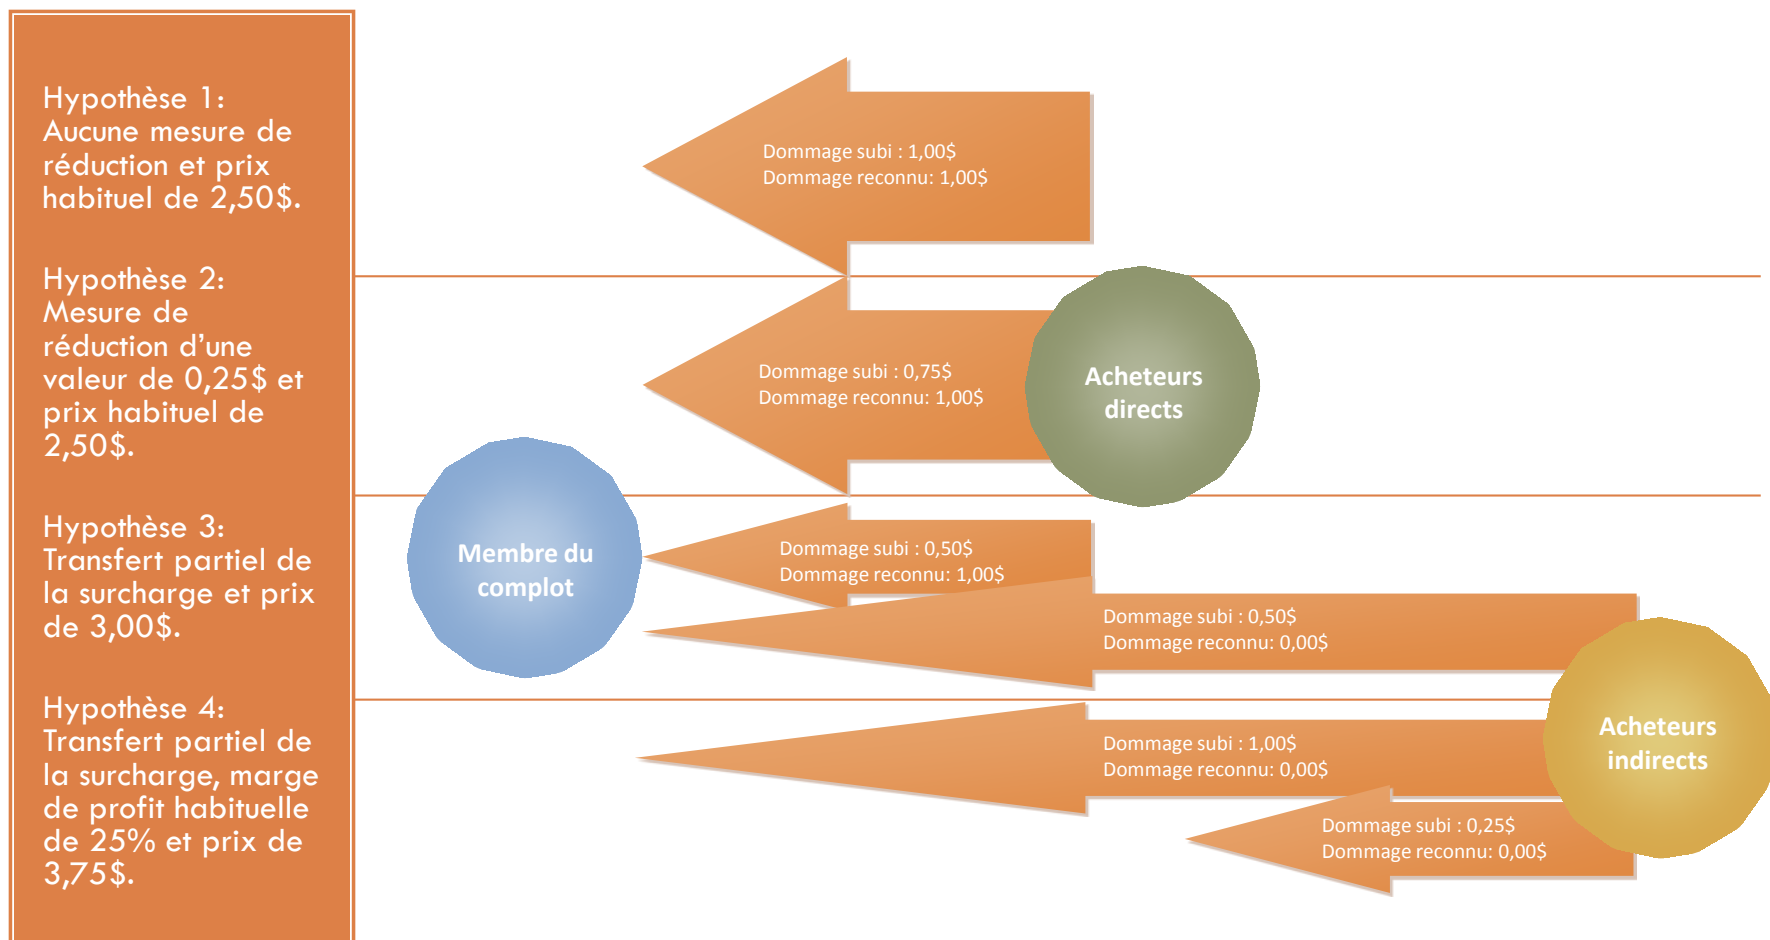 Hypothèse 1:
Aucune mesure de
réduction et prix
habituel de 2,50$.
Hypothèse 2:
Mesure de
réduction d’une
valeur de 0,25$ et
prix habituel de
2,50$.
Hypothèse 3:
Transfert partiel de
la surcharge et prix
de 3,00$.
Hypothèse 4:
Transfert partiel de
la surcharge, marge
de profit habituelle
de 25% et prix de
3,75$.
Dommage subi : 1,00$
Dommage reconnu: 1,00$
Dommage subi : 0,75$
Dommage reconnu: 1,00$
Acheteurs
directs
Membre du
complot
Dommage subi : 0,50$
Dommage reconnu: 1,00$
Dommage subi : 0,50$
Dommage reconnu: 0,00$
Dommage subi : 1,00$
Dommage reconnu: 0,00$
Acheteurs
indirects
Dommage subi : 0,25$
Dommage reconnu: 0,00$